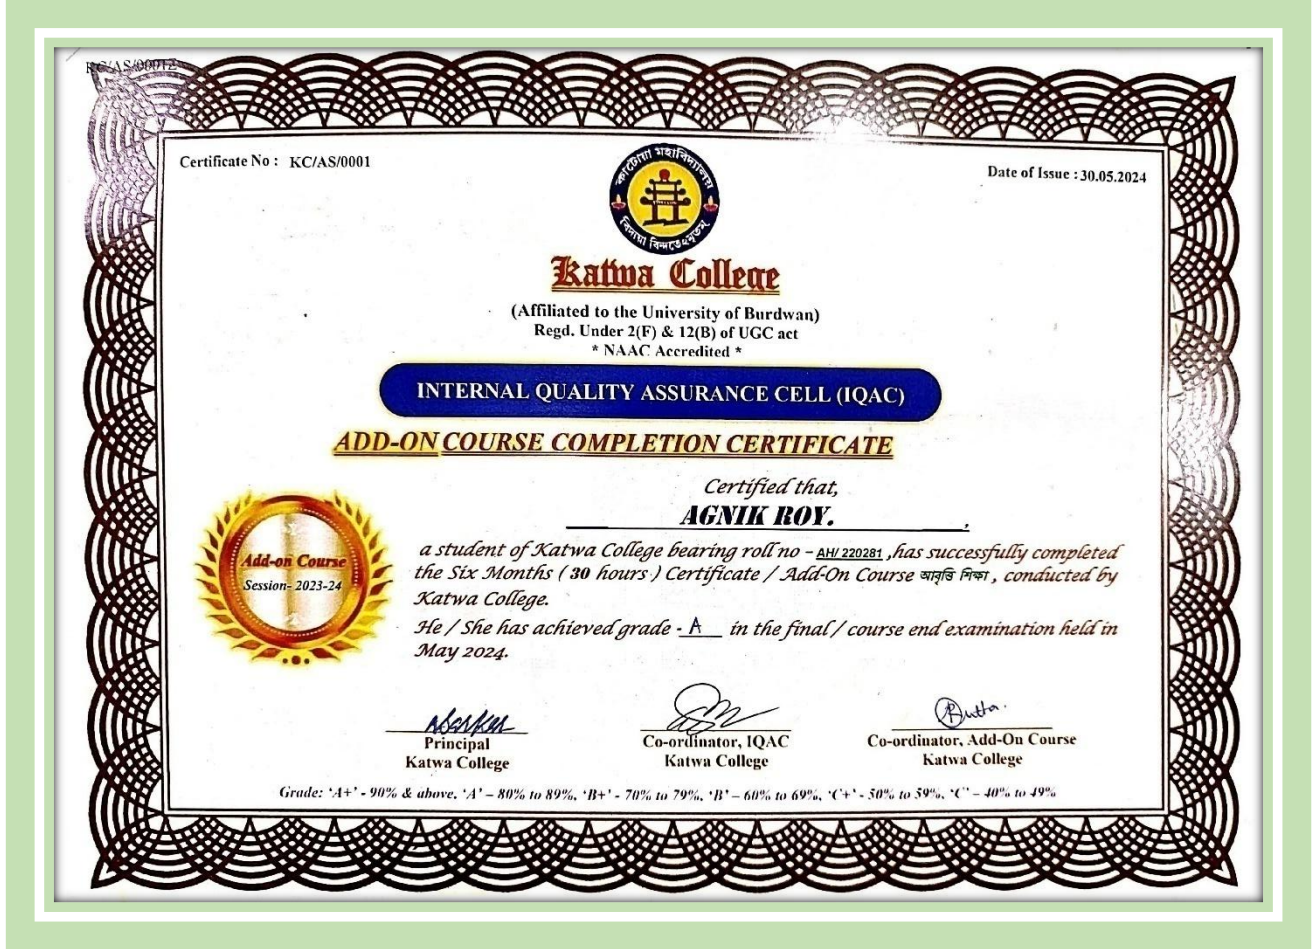 KC/AS/00012
Certificate No : KC/AS/0001
Date of Issue : 30.05.2024
কাটোয়া মহাবিদ্যালয়
Katwa College
(Affiliated to the University of Burdwan)
Regd. Under 2(F) & 12(B) of UGC act
* NAAC Accredited *
INTERNAL QUALITY ASSURANCE CELL (IQAC)
ADD-ON COURSE COMPLETION CERTIFICATE
Certified that,
AGNIK ROY.,
Add-on Course
Session- 2023-24
a student of Katwa College bearing roll no – AH/ 220281 ,has successfully completed
the Six Months ( 30 hours ) Certificate / Add-On Course আবৃত্তি শিক্ষা , conducted by
Katwa College.
He / She has achieved grade - A in the final / course end examination held in
May 2024.
Principal
Katwa College
Co-ordinator, IQAC
Katwa College
Co-ordinator, Add-On Course
Katwa College
Grade: 'A+' - 90% & above, 'A' – 80% to 89%, 'B+' - 70% to 79%, 'B' – 60% to 69%, 'C+' - 50% to 59%, 'C' – 40% to 49%